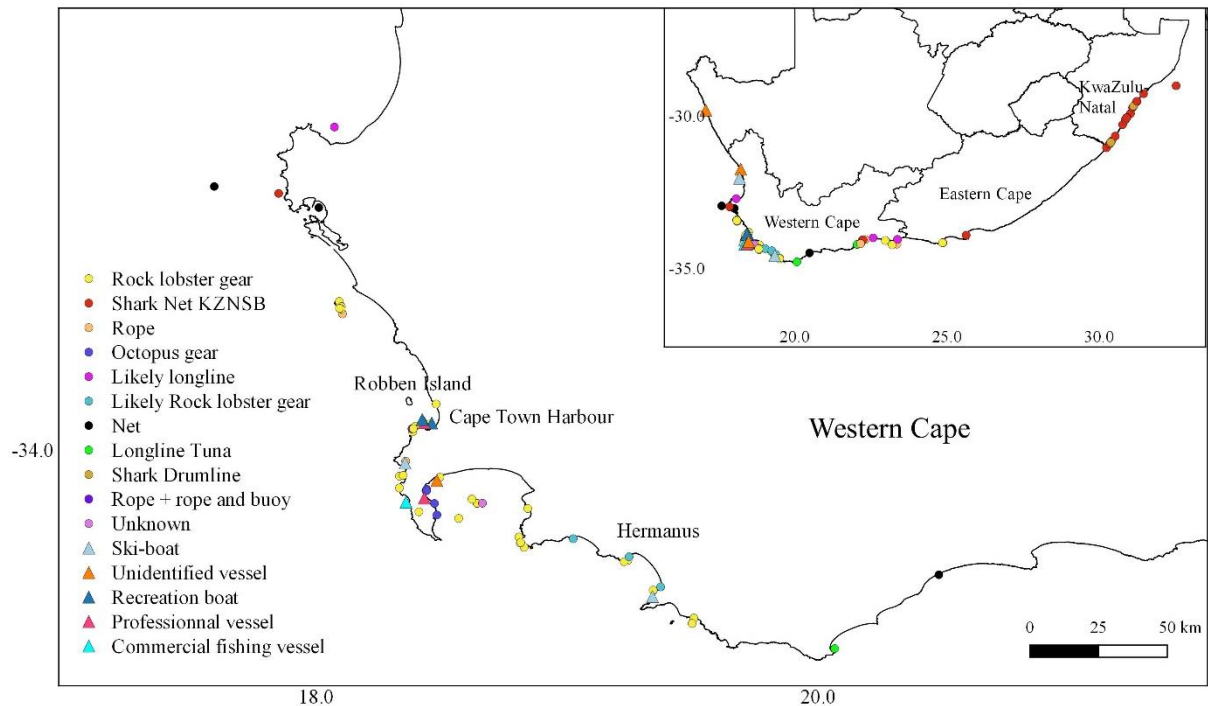 KwaZulu-
Natal
-30.0
Eastern Cape
Western Cape
-35.0
20.0
25.0
30.0
Rock lobster gear
Shark Net KZNSB
Rope
Octopus gear
Likely longline
Likely Rock lobster gear
Net
Longline Tuna
Shark Drumline
Rope + rope and buoy
Unknown
Ski-boat
Unidentified vessel
Recreation boat
Professionnal vessel
Commercial fishing vessel
Robben Island
Cape Town Harbour
Western Cape
-34.0
Hermanus
0 25 50 km
18.0
20.0